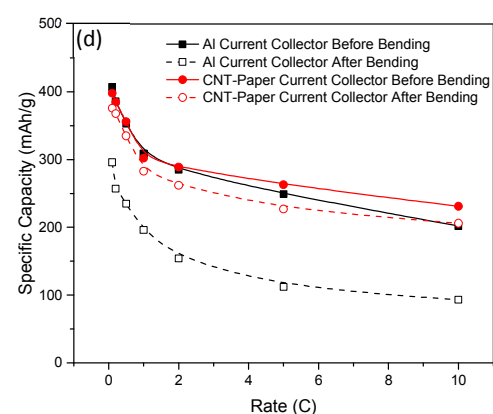 (d)
Al Current Collector Before Bending
Al Current Collector After Bending
CNT-Paper Current Collector Before Bending
CNT-Paper Current Collector After Bending
Specific Capacity (mAh/g)
500
400
300
200
100
0
0 2 4 6 8 10
Rate (C)